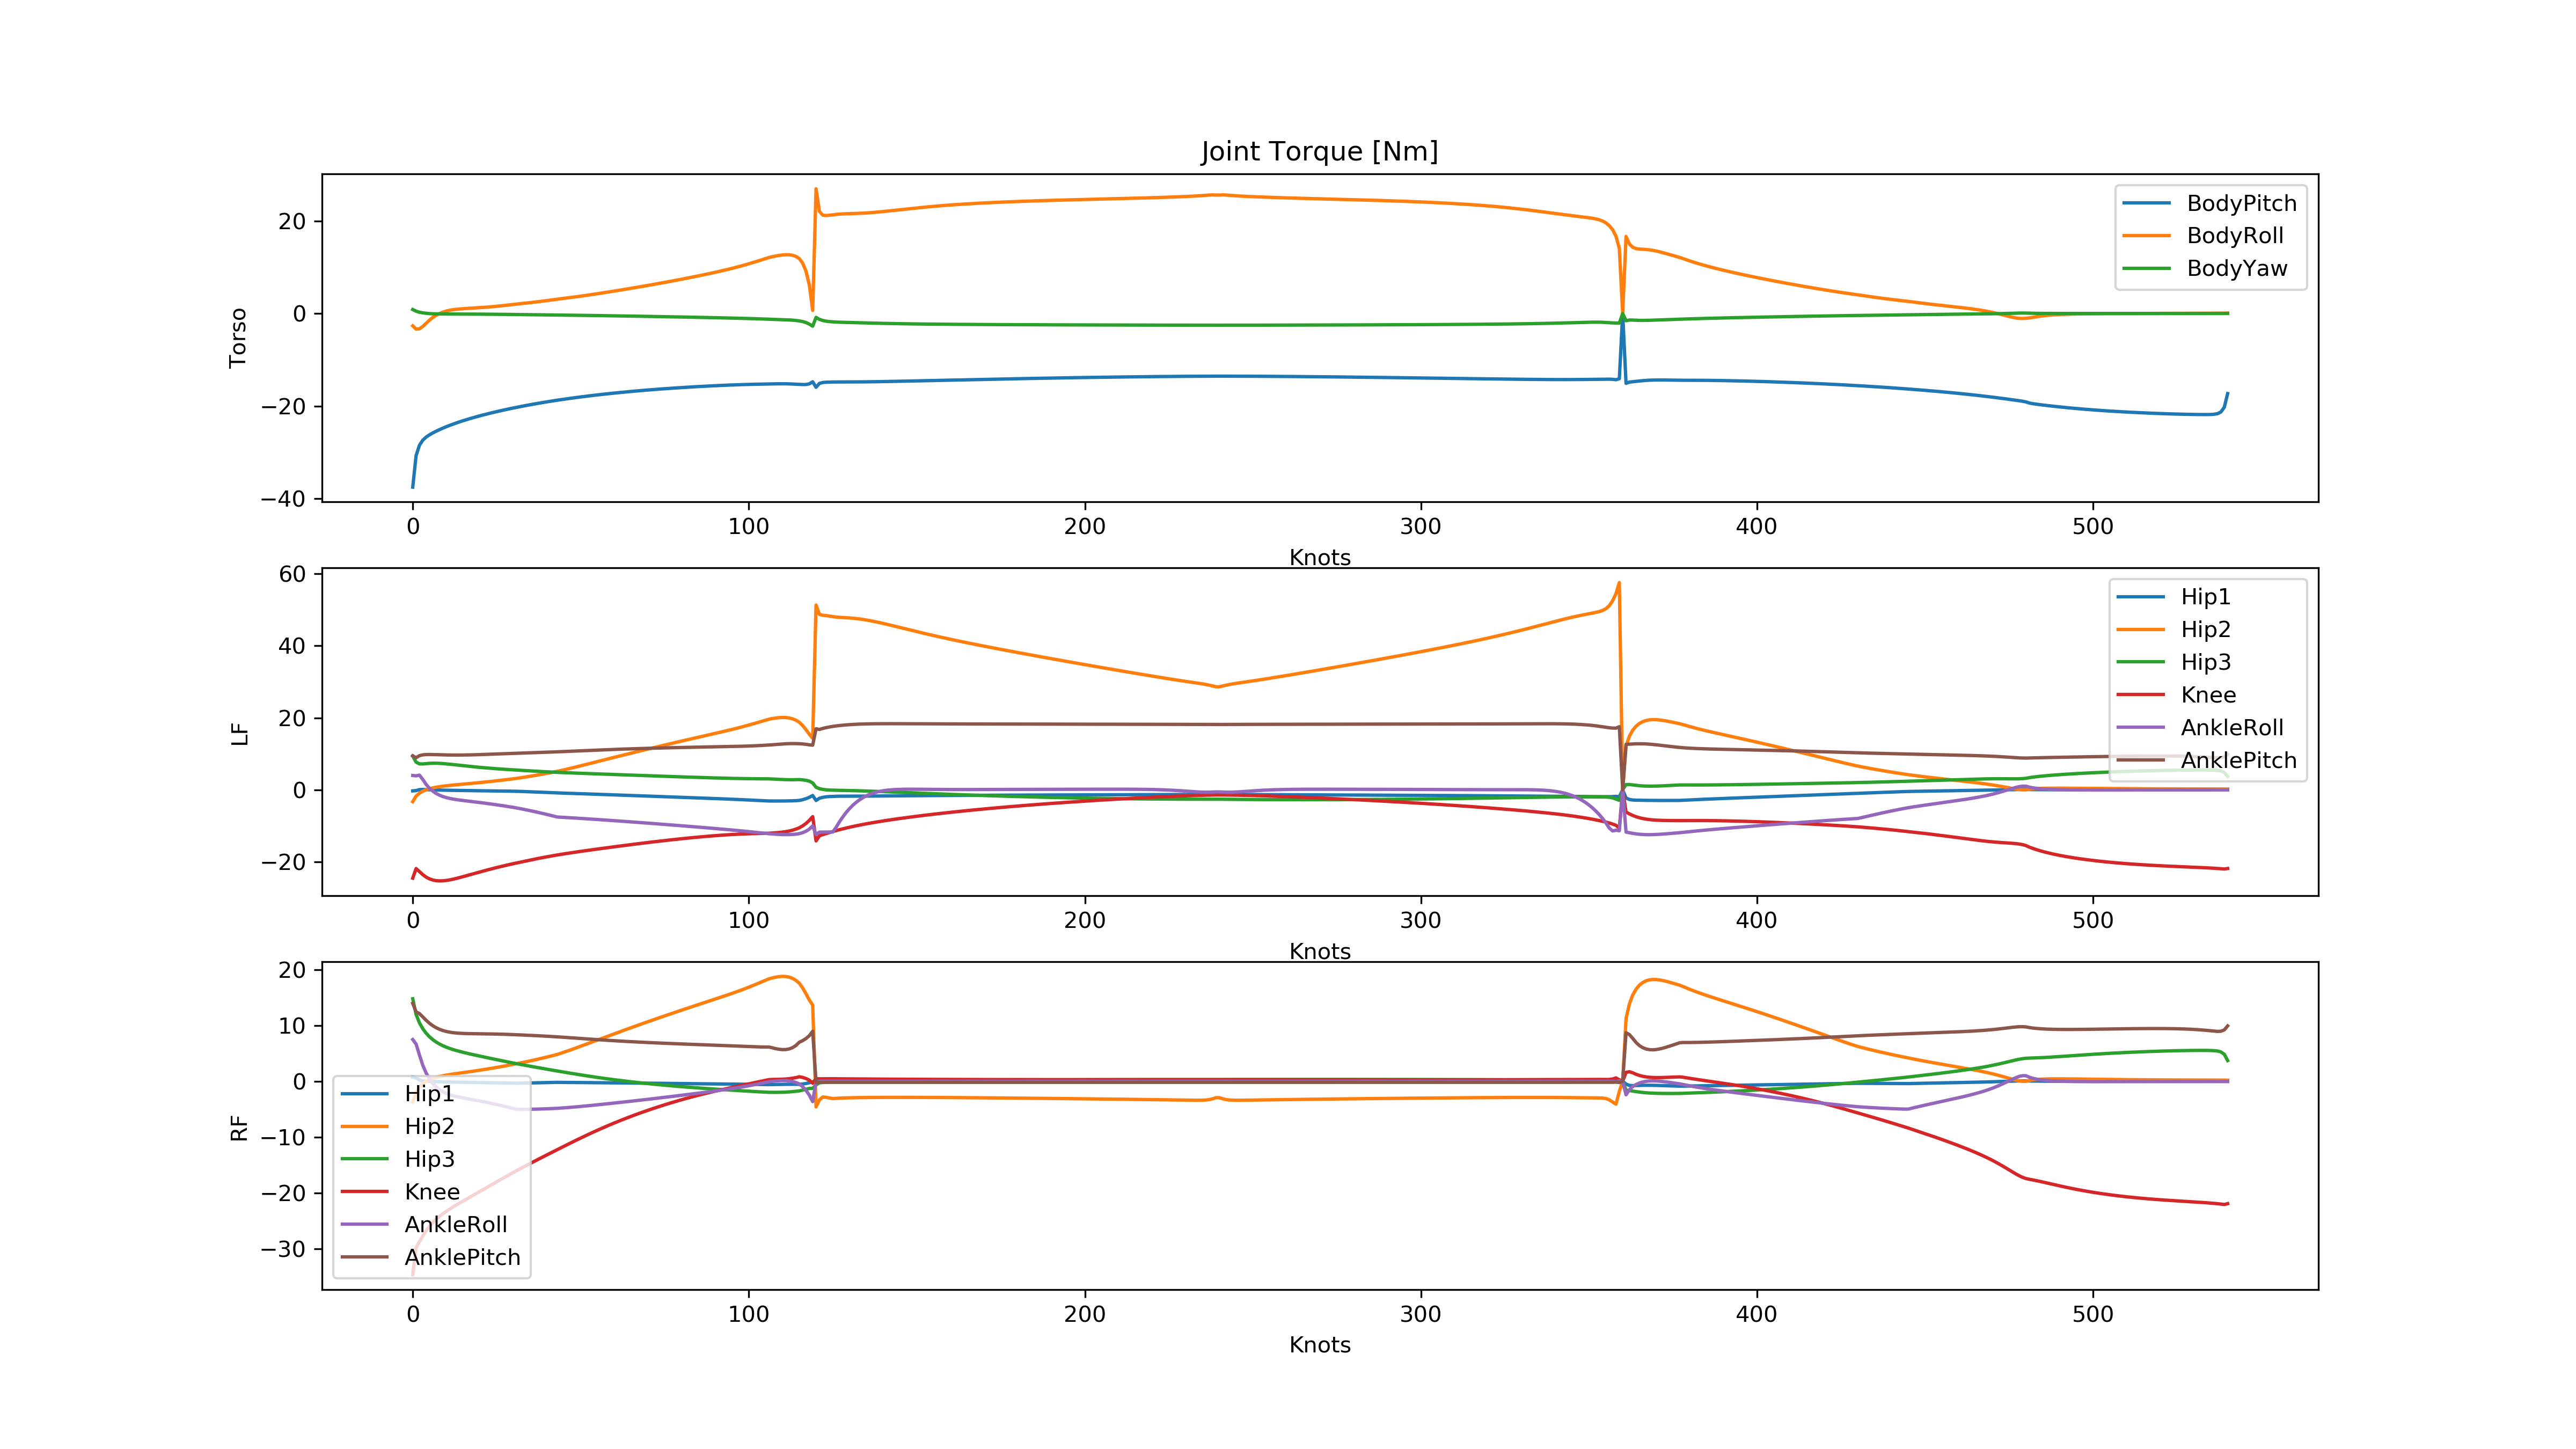 Joint Torque [Nm]
20
0
−20
−40
Torso
BodyPitch
BodyRoll
BodyYaw
0 100 200 300 400 500
Knots
60
40
20
0
−20
LF
Hip1
Hip2
Hip3
Knee
AnkleRoll
AnklePitch
0 100 200 300 400 500
Knots
20
10
0
−10
−20
−30
RF
Hip1
Hip2
Hip3
Knee
AnkleRoll
AnklePitch
0 100 200 300 400 500
Knots